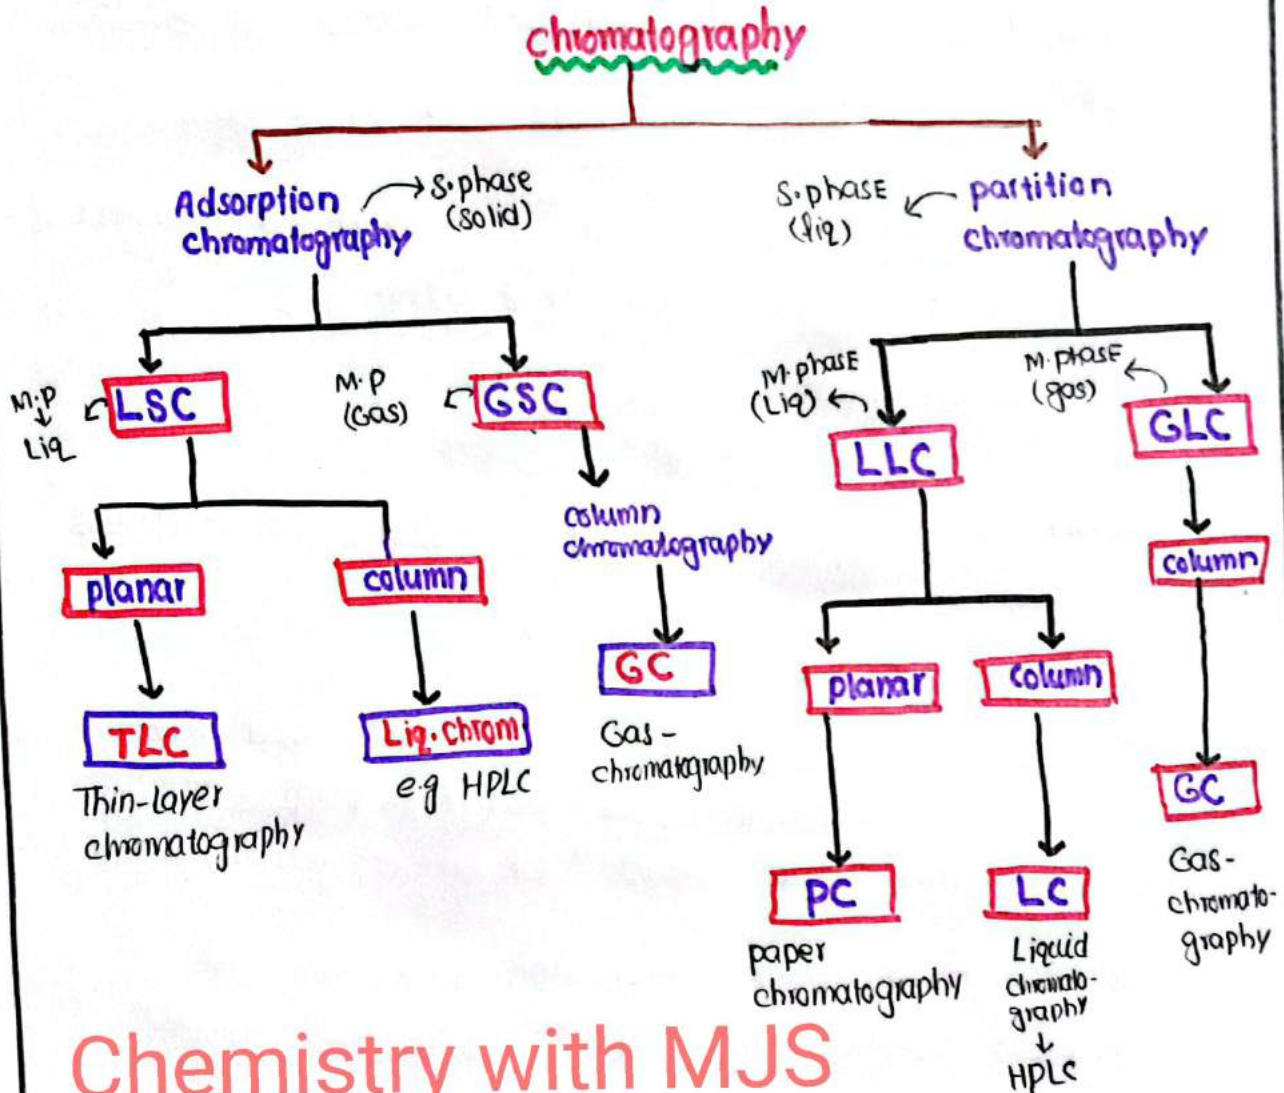 Chromatography
Adsorption
chromatography
S.phase
(solid)
S.phasE
(liq)
partition
chromatography
M.P
↓
Liq
LSC
M.P
(Gas)
GSC
M.phasE
(Liq)
LLC
M.phasE
(gas)
GLC
planar
column
column
chromatography
column
TLC
Thin-Layer
chromatography
Liq.chrom
e.g HPLC
GC
Gas-
chromatography
planar
column
GC
Gas-
chromato-
graphy
PC
paper
chromatography
LC
Liquid
chromato-
graphy
↓
HPLC
Chemistry with MJS